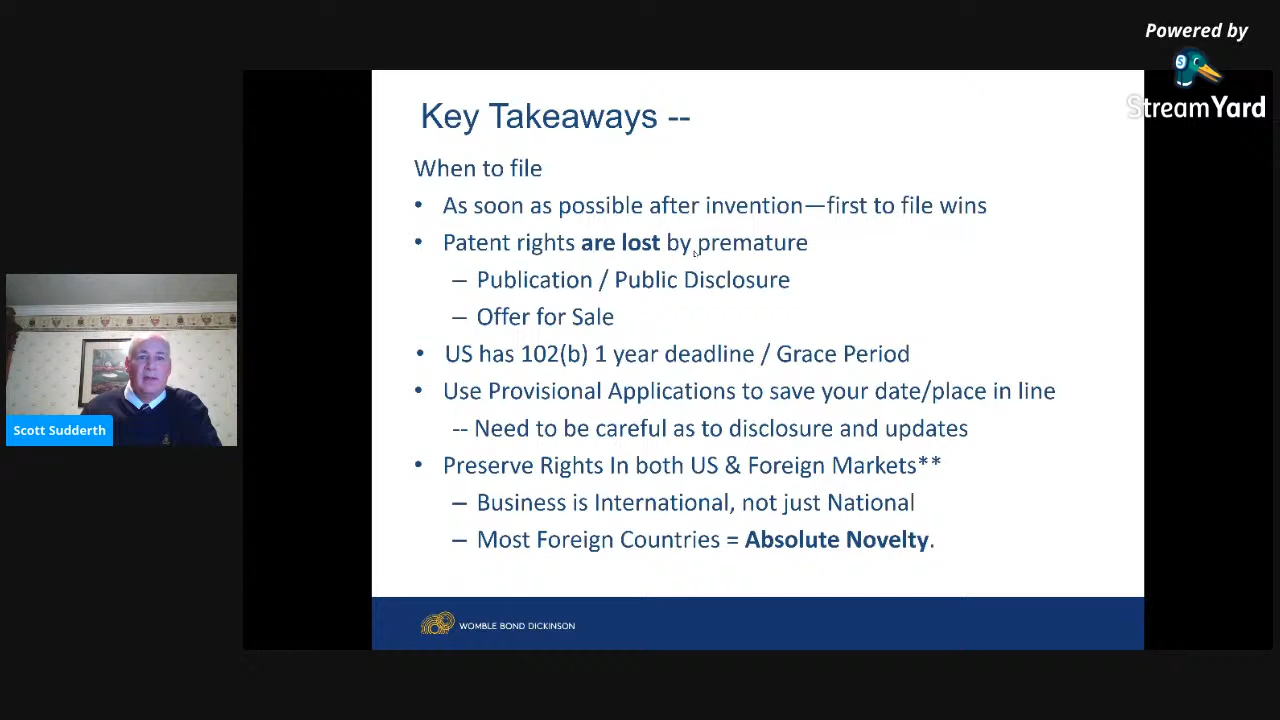 Powered by
StreamYard
Key Takeaways --
When to file
• As soon as possible after invention—first to file wins
• Patent rights are lost by premature
– Publication / Public Disclosure
– Offer for Sale
• US has 102(b) 1 year deadline / Grace Period
• Use Provisional Applications to save your date/place in line
-- Need to be careful as to disclosure and updates
• Preserve Rights In both US & Foreign Markets**
– Business is International, not just National
– Most Foreign Countries = Absolute Novelty.
Scott Sudderth
WOMBLE BOND DICKINSON